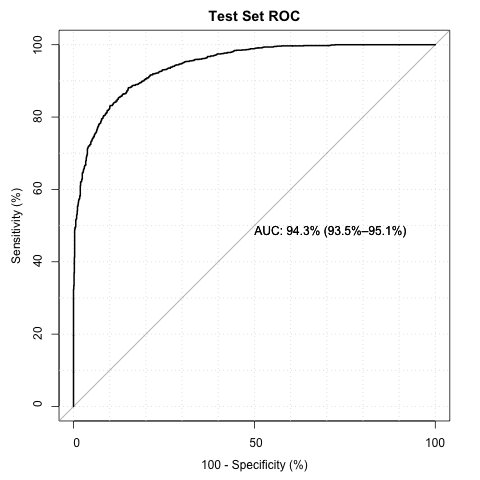 Test Set ROC
100
80
60
40
20
0
Sensitivity (%)
AUC: 94.3% (93.5%–95.1%)
0 50 100
100 - Specificity (%)